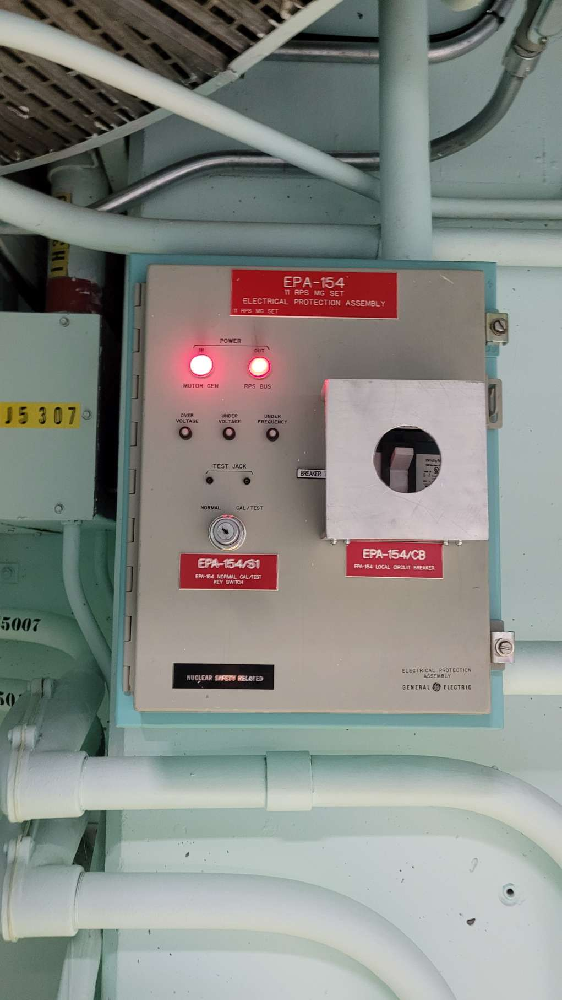 EPA-154
11 RPS MG SET
ELECTRICAL PROTECTION ASSEMBLY
11 RPS MG SET
POWER
IN OUT
MOTOR GEN RPS BUS
OVER VOLTAGE
UNDER VOLTAGE
UNDER FREQUENCY
J5307
TEST JACK
BREAKER
NORMAL CAL/TEST
EPA-154/S1
EPA-154 NORMAL CAL/TEST
KEY SWITCH
EPA-154/CB
EPA-154 LOCAL CIRCUIT BREAKER
5007
NUCLEAR SAFETY RELATED
ELECTRICAL PROTECTION
ASSEMBLY
GENERAL GE ELECTRIC